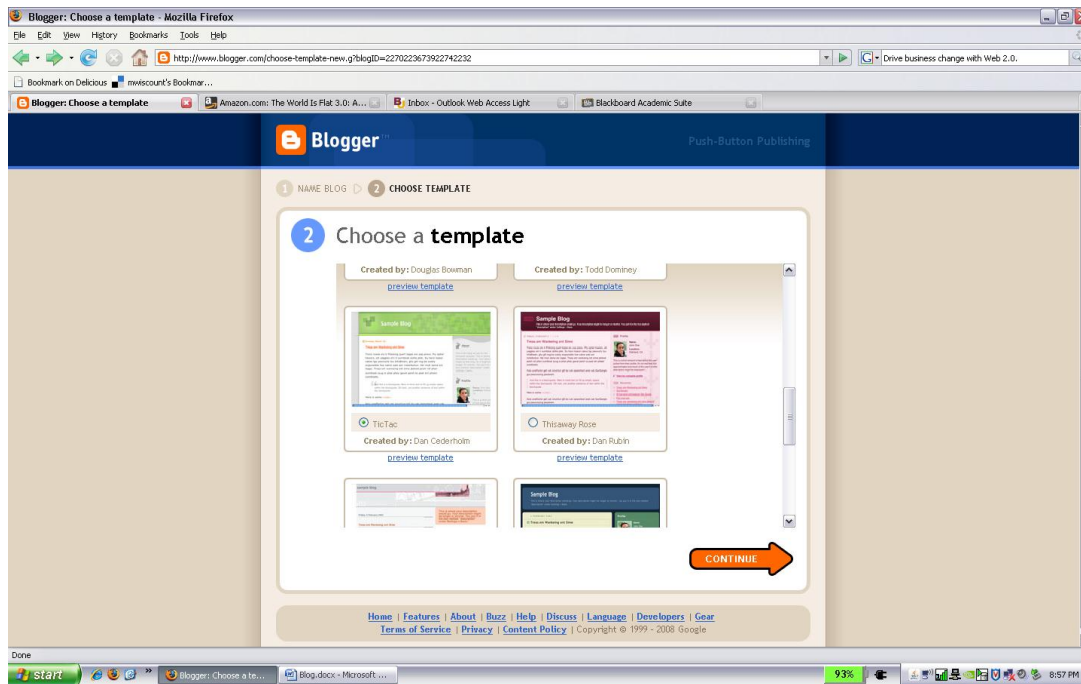 Blogger: Choose a template - Mozilla Firefox
File Edit View History Bookmarks Tools Help
http://www.blogger.com/choose-template-new.g?blogID=2270223673922742232
Drive business change with Web 2.0.
Bookmark on Delicious mwiscount's Bookmar...
Blogger: Choose a template Amazon.com: The World Is Flat 3.0: A... Inbox - Outlook Web Access Light Blackboard Academic Suite
Blogger™ Push-Button Publishing
1 NAME BLOG 2 CHOOSE TEMPLATE
2 Choose a template
Created by: Douglas Bowman Created by: Todd Dominey
preview template preview template
Sample Blog Sample Blog
TicTac Thisaway Rose
Created by: Dan Cederholm Created by: Dan Rubin
preview template preview template
Sample Blog Sample Blog
CONTINUE
Home | Features | About | Buzz | Help | Discuss | Language | Developers | Gear
Terms of Service | Privacy | Content Policy | Copyright © 1999 - 2008 Google
Done
start Blogger: Choose a te... Blog.docx - Microsoft ... 93% 8:57 PM